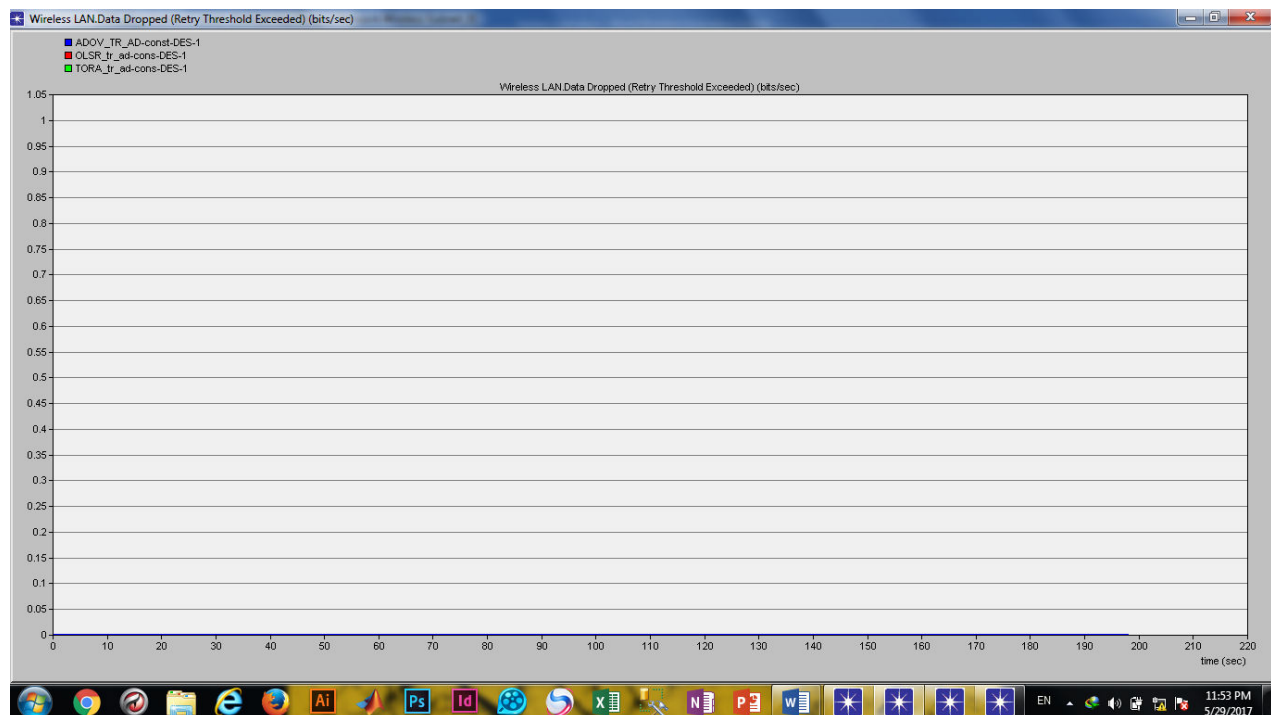 Wireless LAN.Data Dropped (Retry Threshold Exceeded) (bits/sec)
ADOV_TR_AD-const-DES-1
OLSR_tr_ad-cons-DES-1
TORA_tr_ad-cons-DES-1
Wireless LAN.Data Dropped (Retry Threshold Exceeded) (bits/sec)
1.05
1
0.95
0.9
0.85
0.8
0.75
0.7
0.65
0.6
0.55
0.5
0.45
0.4
0.35
0.3
0.25
0.2
0.15
0.1
0.05
0
0 10 20 30 40 50 60 70 80 90 100 110 120 130 140 150 160 170 180 190 200 210 220
time (sec)
Ai Ps Id X N P W EN 11:53 PM
5/29/2017